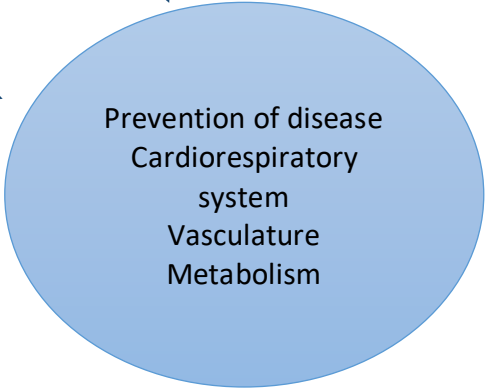 Prevention of disease
Cardiorespiratory
system
Vasculature
Metabolism